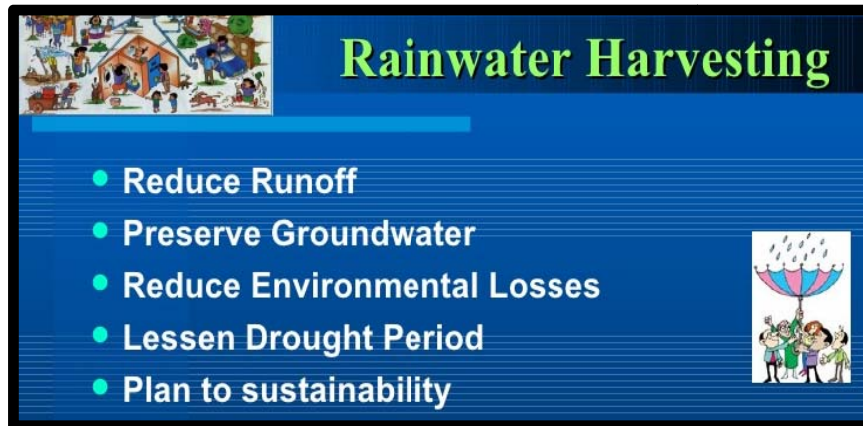 Rainwater Harvesting
Reduce Runoff
Preserve Groundwater
Reduce Environmental Losses
Lessen Drought Period
Plan to sustainability